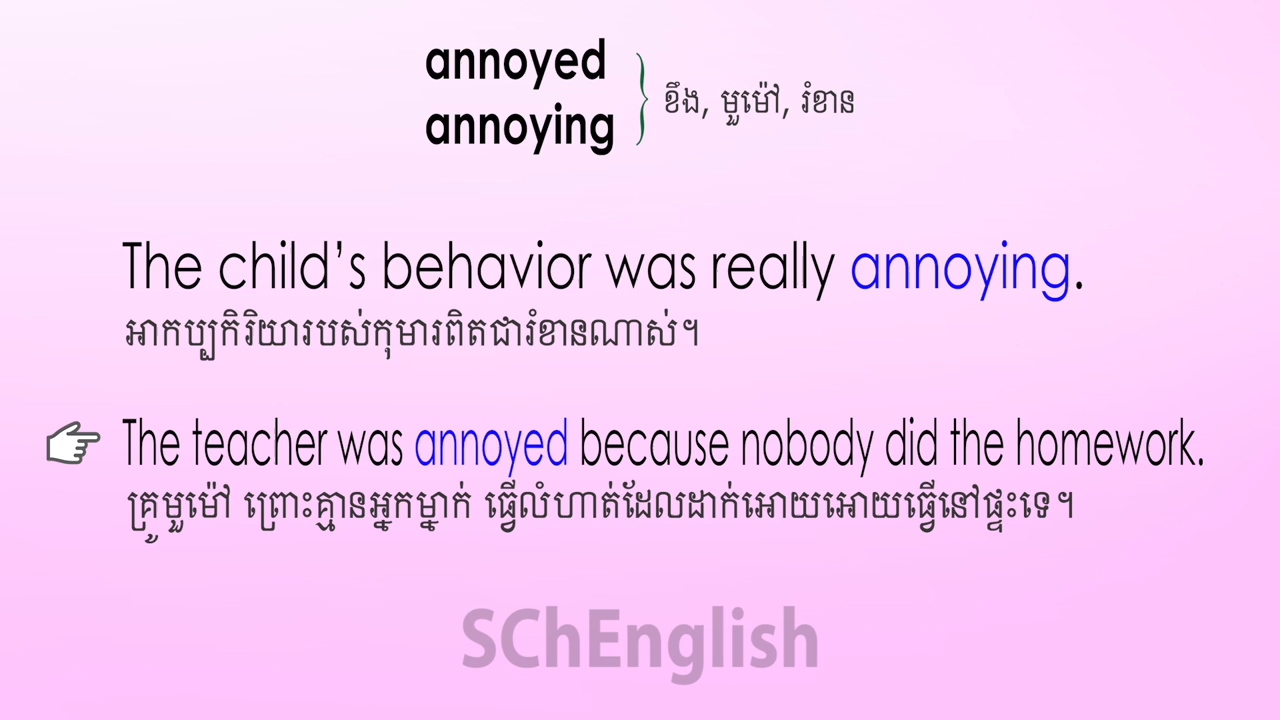 annoyed
annoying
ខឹង, មួម៉ៅ, រំខាន
The child’s behavior was really annoying.
អាកប្បកិរិយារបស់កុមារពិតជារំខានណាស់។
The teacher was annoyed because nobody did the homework.
គ្រូមួម៉ៅ ព្រោះគ្មានអ្នកម្នាក់ ធ្វើលំហាត់ដែលដាក់អោយអោយធ្វើនៅផ្ទះទេ។
SChEnglish